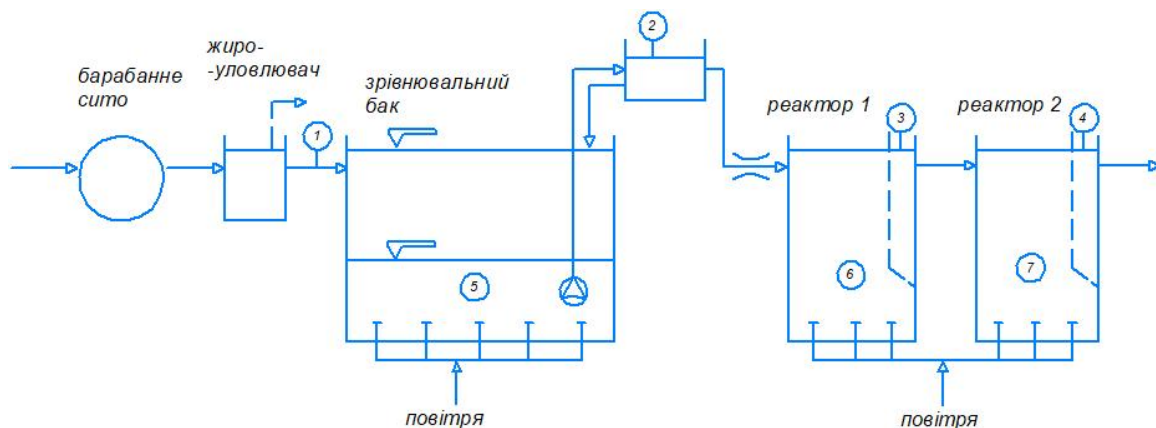 барабанне
сито
жиро-
-уловлювач
1
зрівнювальний
бак
2
реактор 1
3
реактор 2
4
5
6
7
повітря
повітря